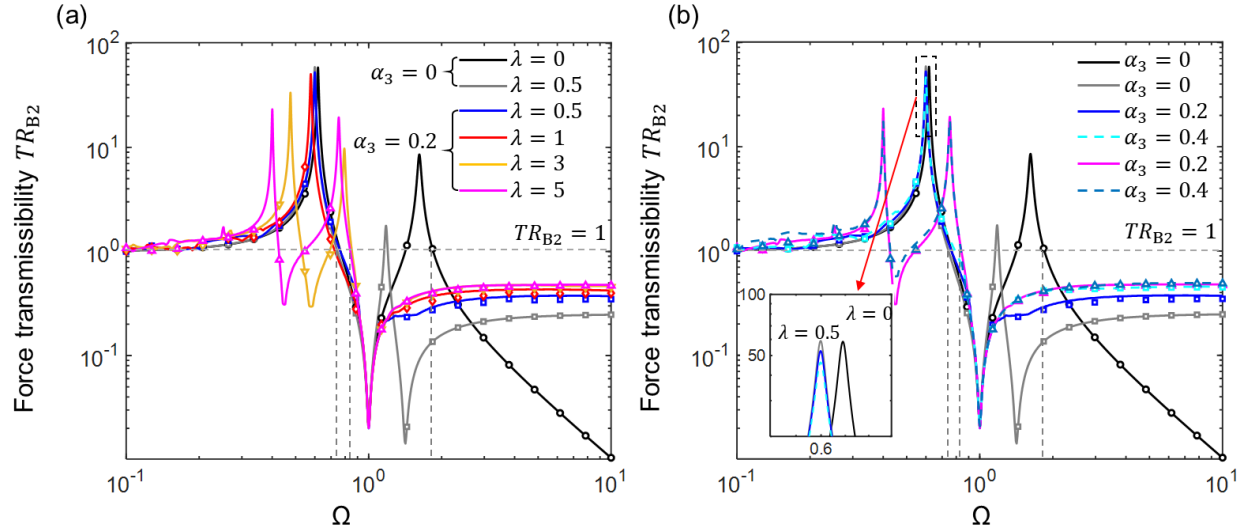 (a)
Force transmissibility TR_B2
10^2
10^1
10^0
10^-1
10^-1
10^0
10^1
Ω
α_3 = 0
λ = 0
λ = 0.5
α_3 = 0.2
λ = 0.5
λ = 1
λ = 3
λ = 5
TR_B2 = 1
(b)
Force transmissibility TR_B2
10^2
10^1
10^0
10^-1
10^-1
10^0
10^1
Ω
α_3 = 0
α_3 = 0
α_3 = 0.2
α_3 = 0.4
α_3 = 0.2
α_3 = 0.4
TR_B2 = 1
100
50
0.6
λ = 0.5
λ = 0